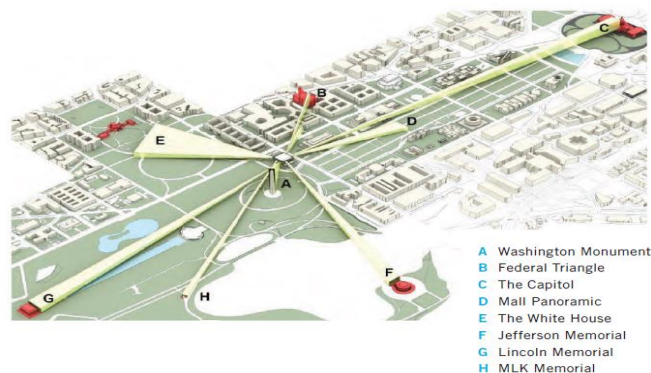 C
B
D
E
A
F
G
H
A Washington Monument
B Federal Triangle
C The Capitol
D Mall Panoramic
E The White House
F Jefferson Memorial
G Lincoln Memorial
H MLK Memorial